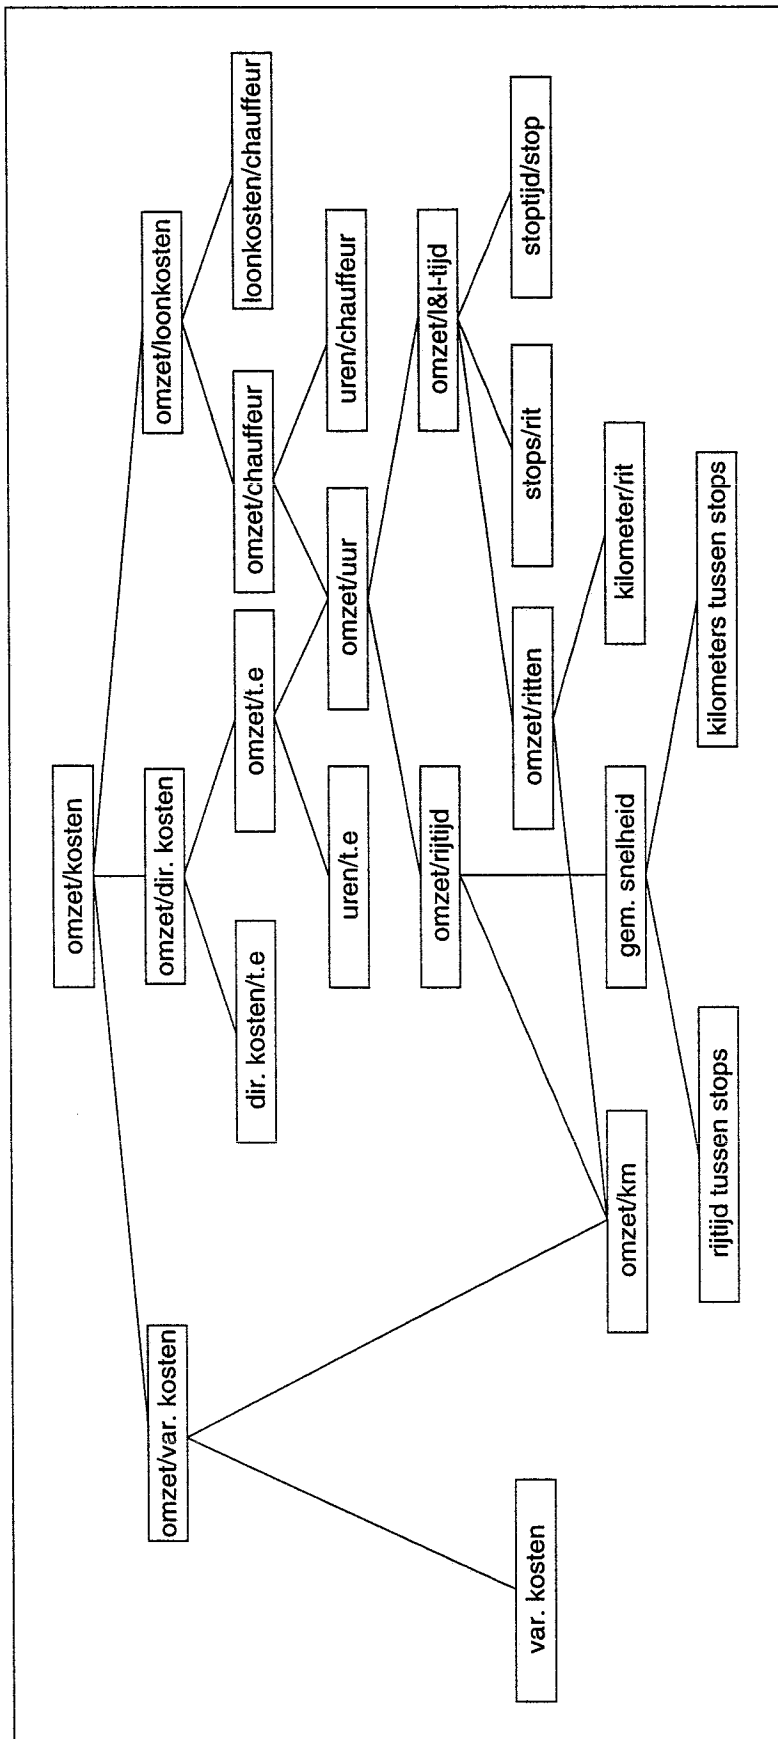 omzet/kosten
omzet/var. kosten
omzet/dir. kosten
omzet/loonkosten
dir. kosten/t.e
omzet/t.e
omzet/chauffeur
loonkosten/chauffeur
uren/t.e
omzet/uur
uren/chauffeur
omzet/rijtijd
omzet/l&l-tijd
var. kosten
omzet/ritten
stops/rit
stoptijd/stop
omzet/km
gem. snelheid
kilometer/rit
rijtijd tussen stops
kilometers tussen stops